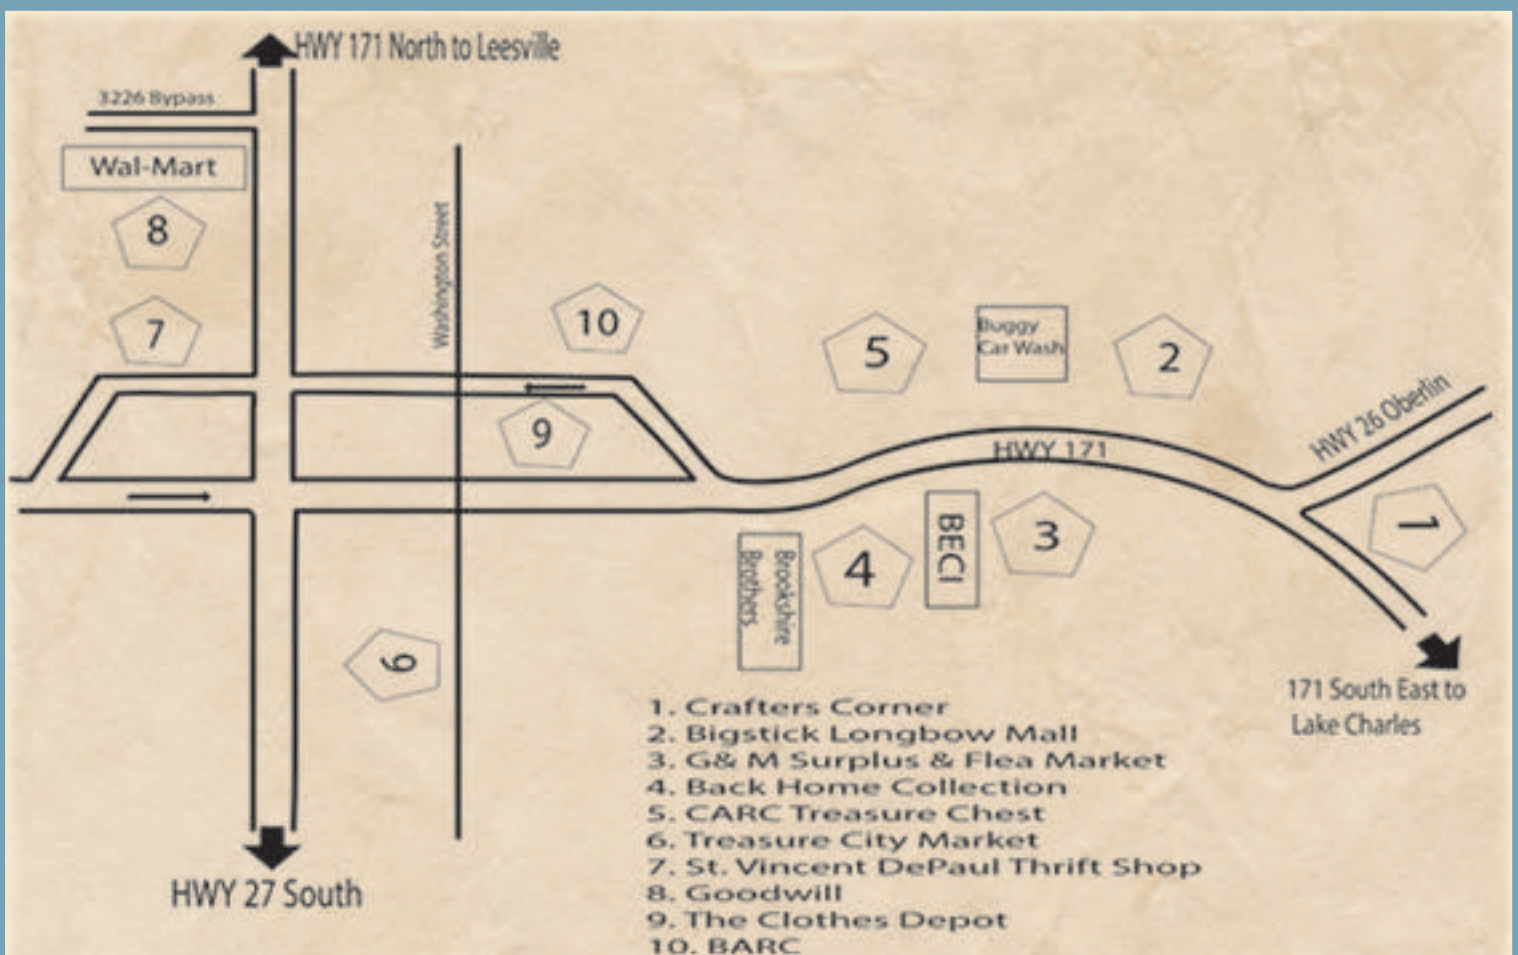 HWY 171 North to Leesville
3226 Bypass
Wal-Mart
8
7
Washington Street
10
9
5
Buggy
Car Wash
2
HWY 171
HWY 26 Oberlin
1
BECI
3
4
Brookshire
Brothers
6
171 South East to
Lake Charles
HWY 27 South
1. Crafters Corner
2. Bigstick Longbow Mall
3. G& M Surplus & Flea Market
4. Back Home Collection
5. CARC Treasure Chest
6. Treasure City Market
7. St. Vincent DePaul Thrift Shop
8. Goodwill
9. The Clothes Depot
10. BARC